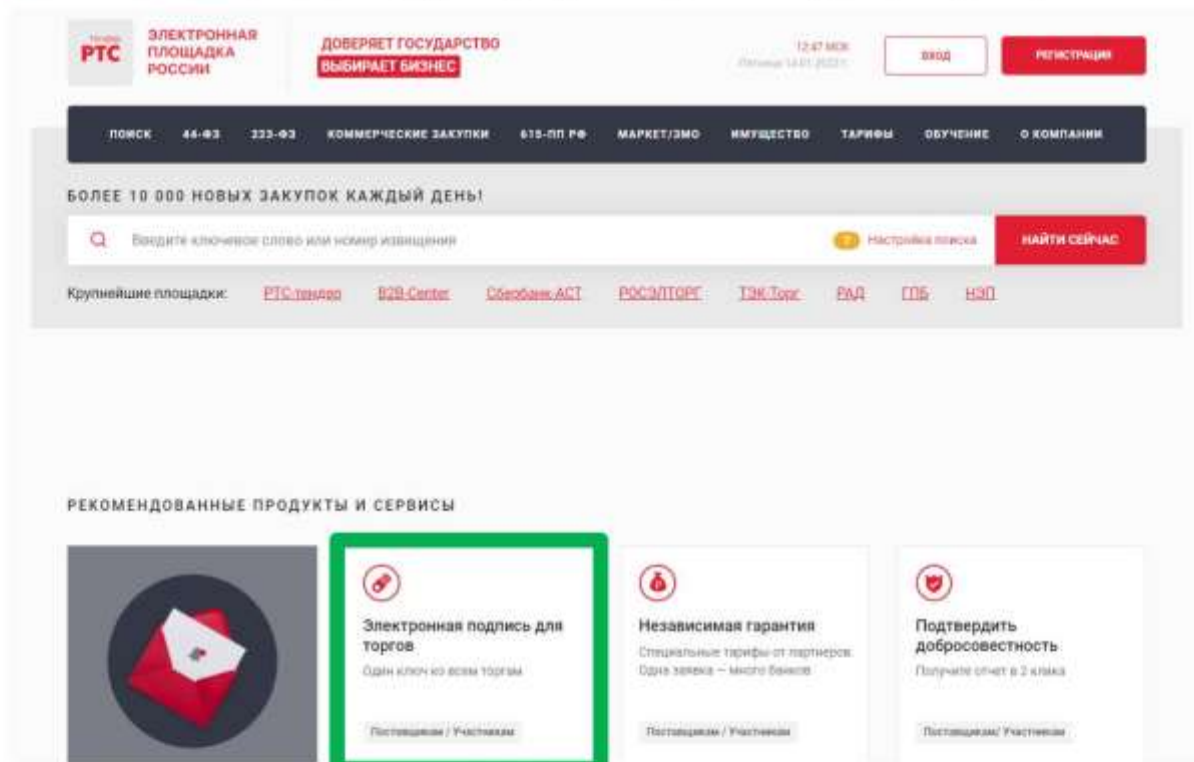 тендер
РТС
ЭЛЕКТРОННАЯ
ПЛОЩАДКА
РОССИИ
ДОВЕРЯЕТ ГОСУДАРСТВО
ВЫБИРАЕТ БИЗНЕС
12:47 МСК
Пятница
ВХОД
РЕГИСТРАЦИЯ
ПОИСК 44-ФЗ 223-ФЗ КОММЕРЧЕСКИЕ ЗАКУПКИ 615-ПП РФ МАРКЕТ/ЗМО ИМУЩЕСТВО ТАРИФЫ ОБУЧЕНИЕ О КОМПАНИИ
БОЛЕЕ 10 000 НОВЫХ ЗАКУПОК КАЖДЫЙ ДЕНЬ!
Введите ключевое слово или номер извещения
Настройка поиска
НАЙТИ СЕЙЧАС
Крупнейшие площадки: РТС-тендер B2B-Center Сбербанк-АСТ РОСЭЛТОРГ ТЭК-Торг РАД ГПБ НЭП
РЕКОМЕНДОВАННЫЕ ПРОДУКТЫ И СЕРВИСЫ
Электронная подпись для
торгов
Один ключ ко всем торгам
Поставщикам / Участникам
Независимая гарантия
Специальные тарифы от партнеров.
Одна заявка — много банков
Поставщикам / Участникам
Подтвердить
добросовестность
Получите отчет в 2 клика
Поставщикам/ Участникам